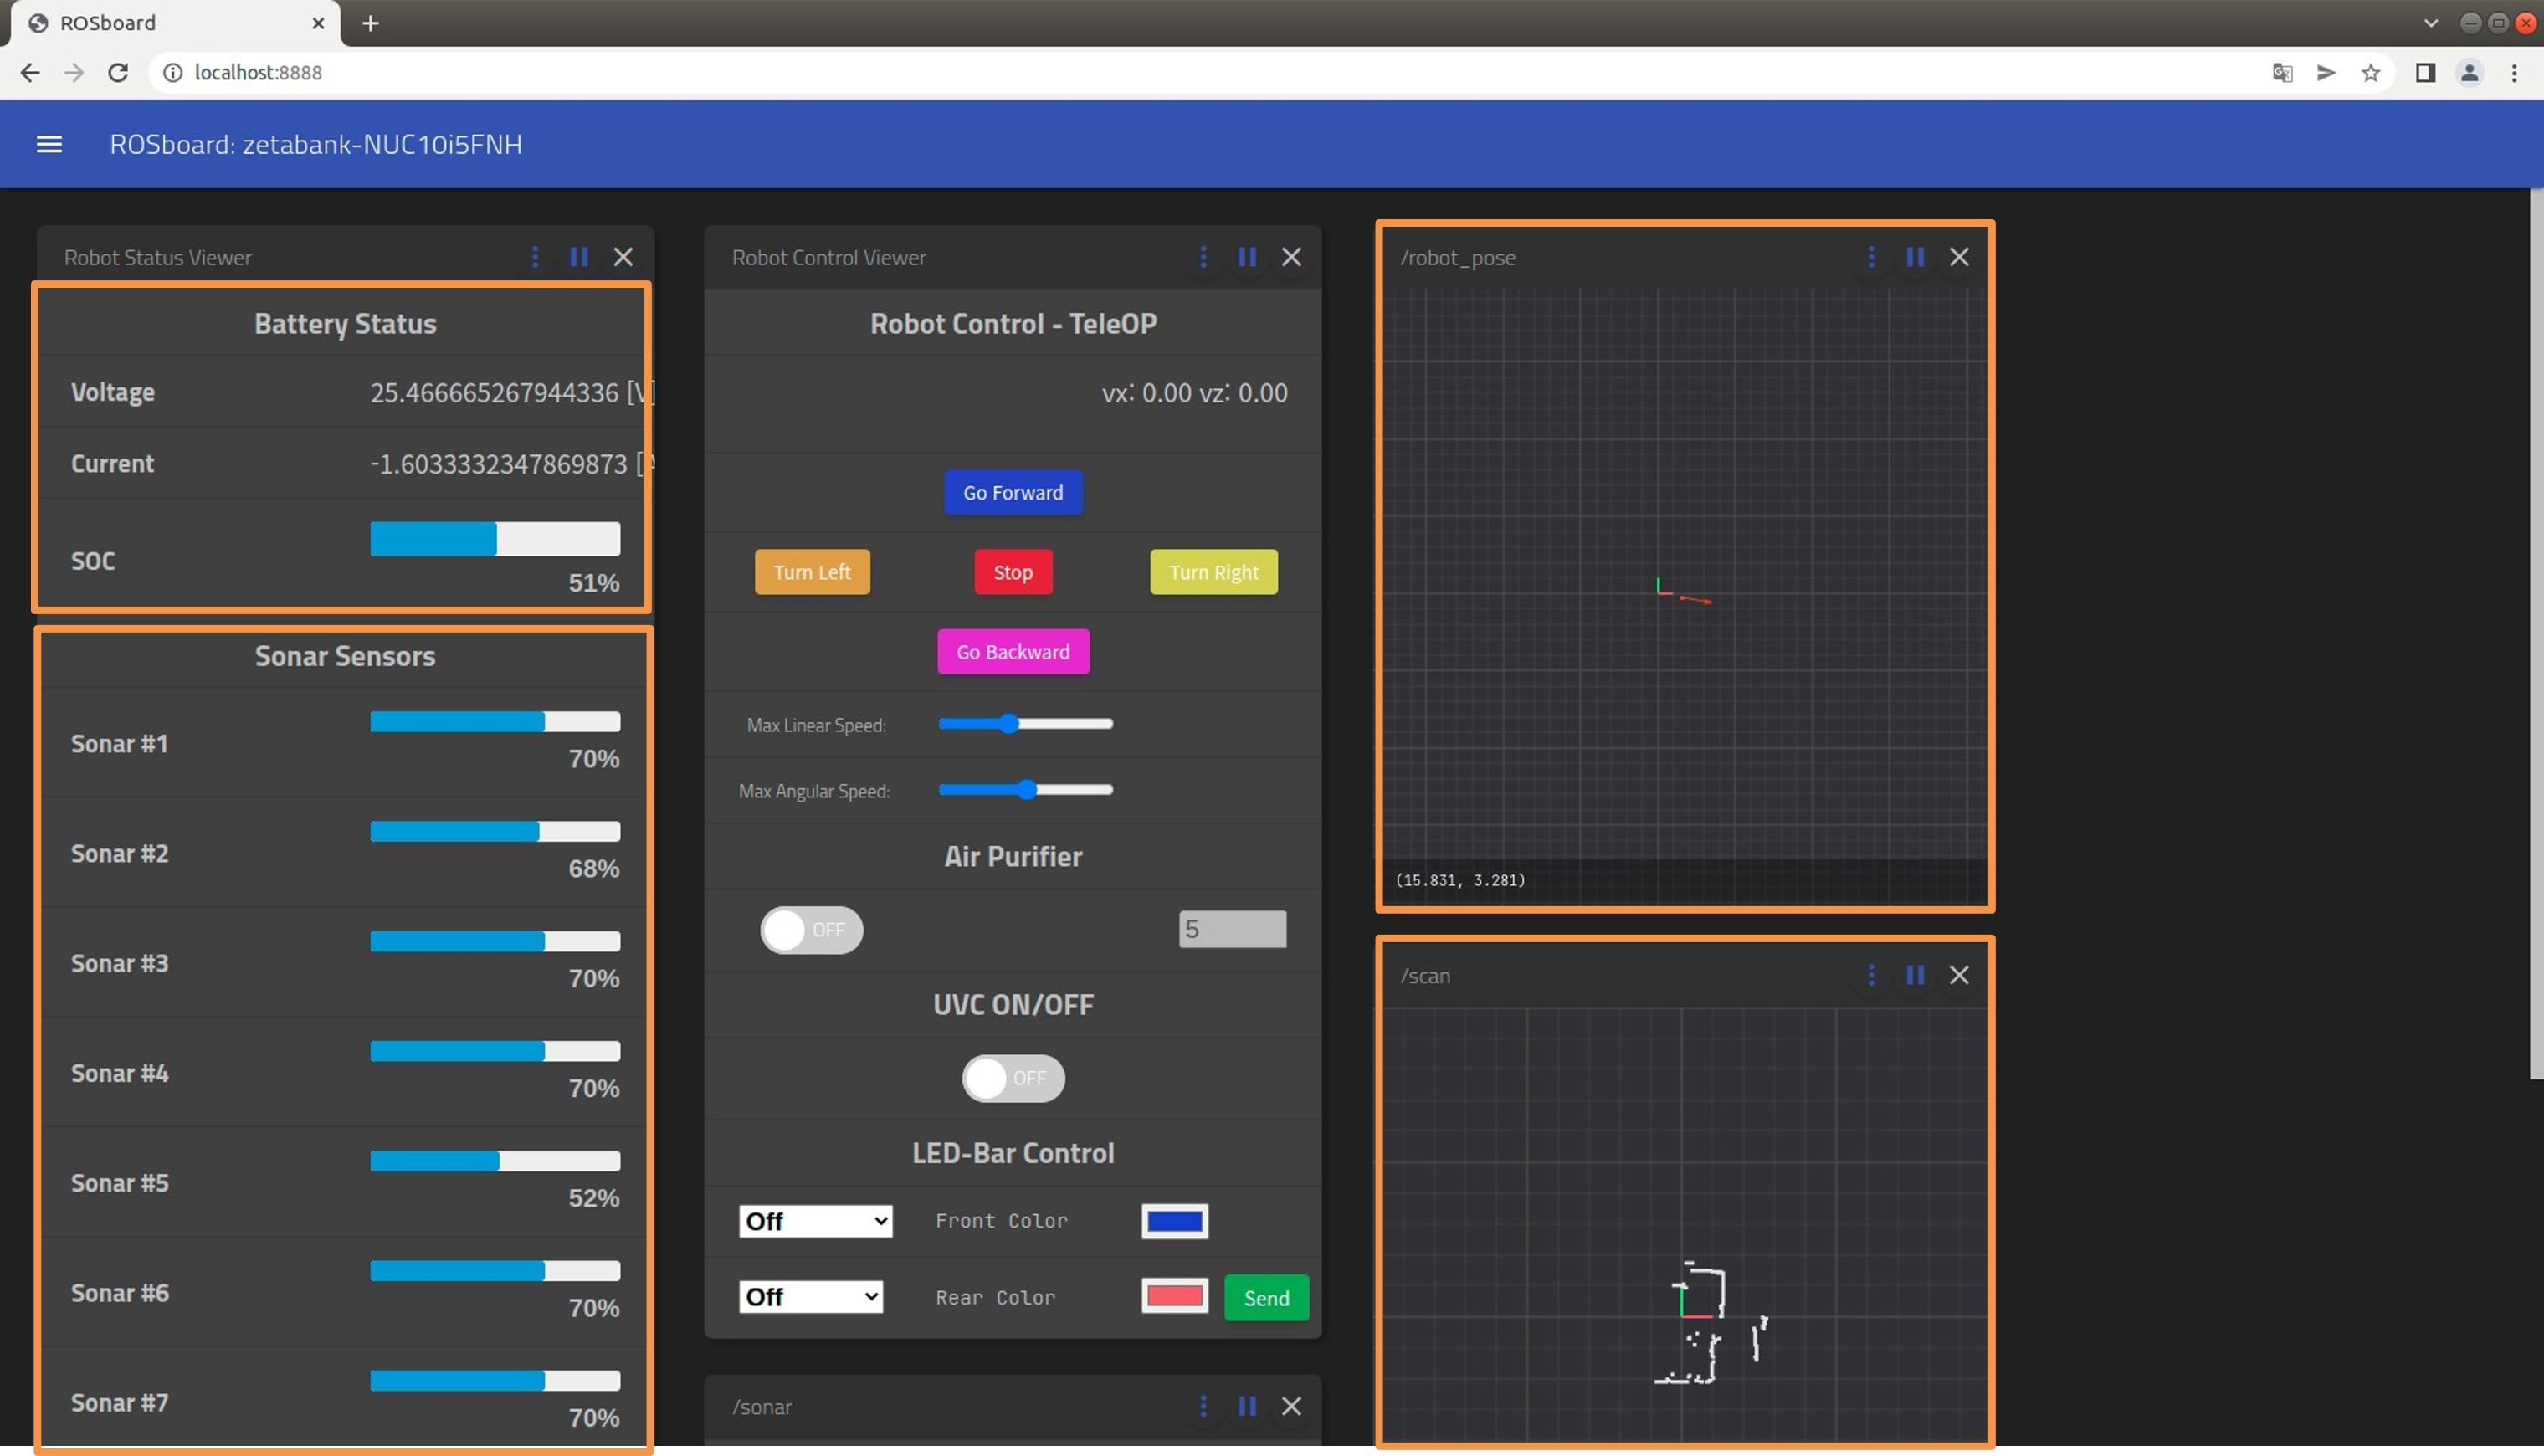 ROSboard
localhost:8888
ROSboard: zetabank-NUC10i5FNH
Robot Status Viewer
Battery Status
Voltage 25.466665267944336 [V]
Current -1.6033332347869873 [A
SOC
51%
Sonar Sensors
Sonar #1
70%
Sonar #2
68%
Sonar #3
70%
Sonar #4
70%
Sonar #5
52%
Sonar #6
70%
Sonar #7
70%
Robot Control Viewer
Robot Control - TeleOP
vx: 0.00 vz: 0.00
Go Forward
Turn Left Stop Turn Right
Go Backward
Max Linear Speed:
Max Angular Speed:
Air Purifier
OFF 5
UVC ON/OFF
OFF
LED-Bar Control
Off Front Color
Off Rear Color Send
/sonar
/robot_pose
(15.831, 3.281)
/scan